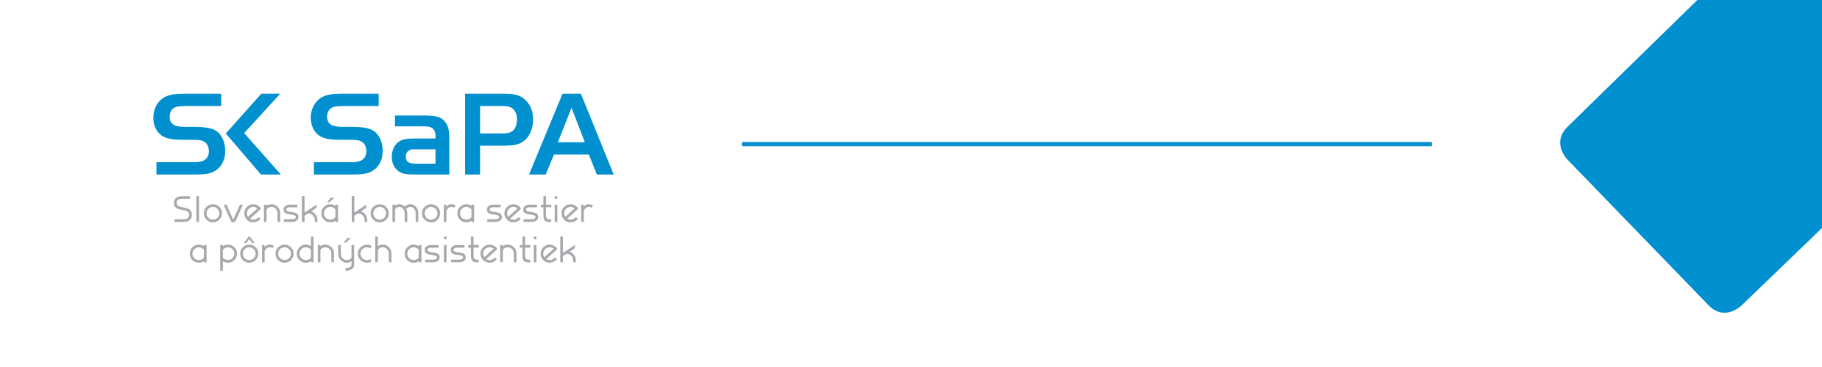 SK SaPA
Slovenská komora sestier
a pôrodných asistentiek